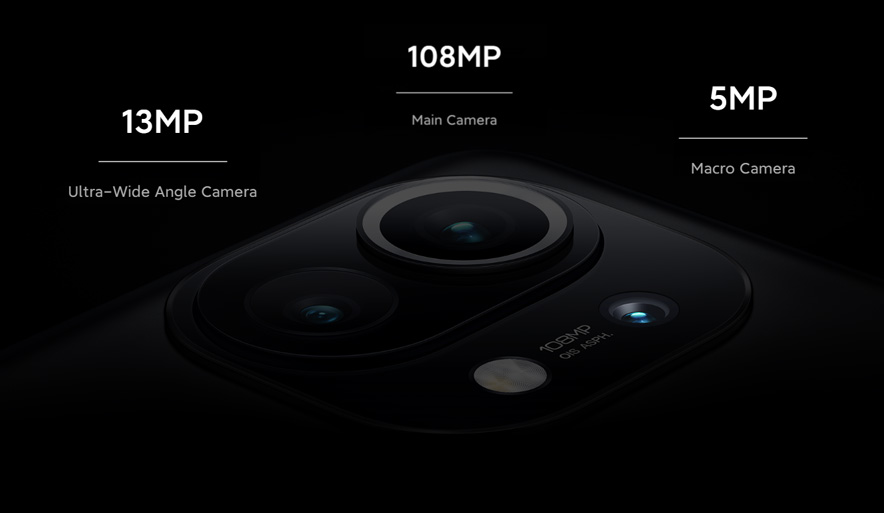 108MP
Main Camera
13MP
Ultra-Wide Angle Camera
5MP
Macro Camera
108MP
OIS ASPH.